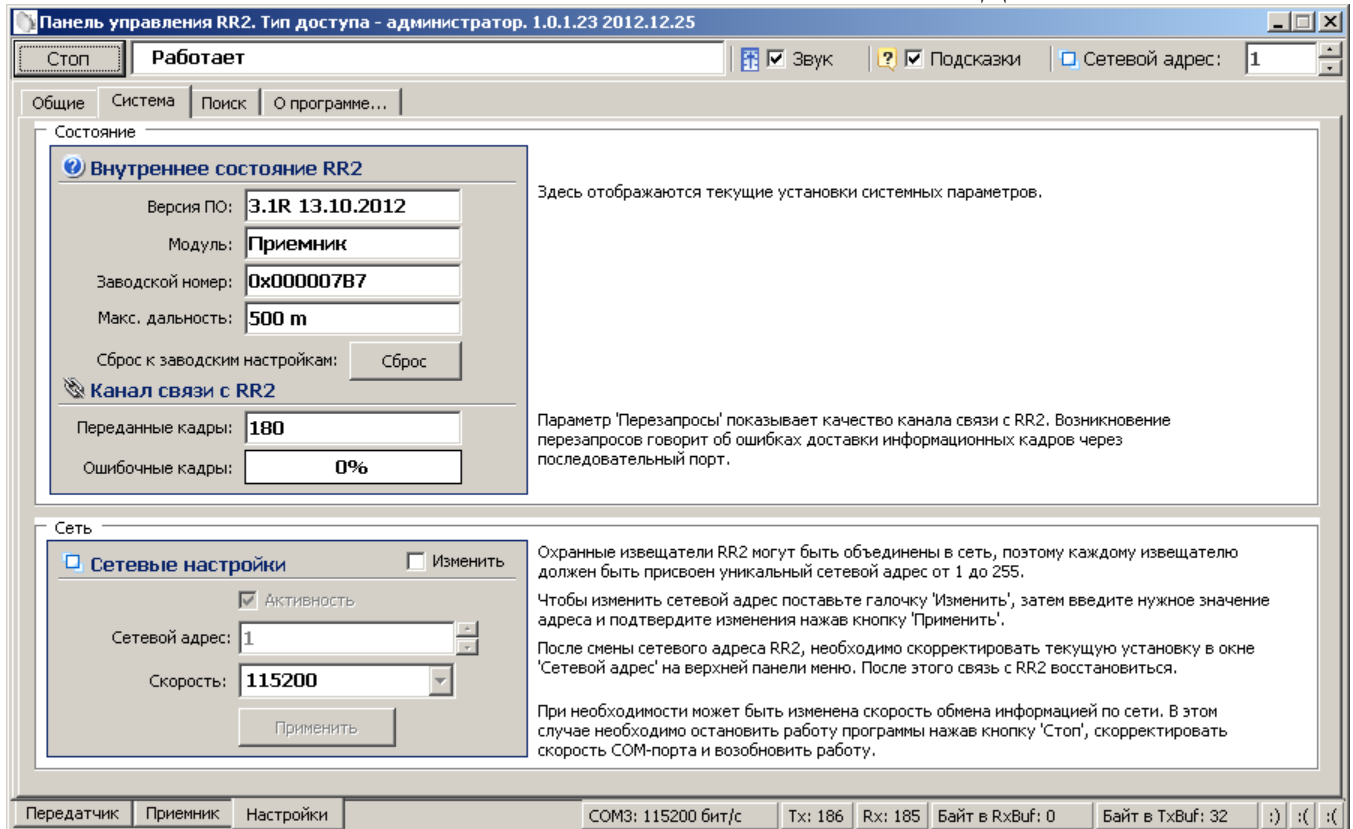 Панель управления RR2. Тип доступа - администратор. 1.0.1.23 2012.12.25
Стоп
Работает
Звук
Подсказки
Сетевой адрес:
1
Общие
Система
Поиск
О программе...
Состояние
Внутреннее состояние RR2
Версия ПО:
3.1R 13.10.2012
Модуль:
Приемник
Заводской номер:
0x000007B7
Макс. дальность:
500 m
Сброс к заводским настройкам:
Сброс
Здесь отображаются текущие установки системных параметров.
Канал связи с RR2
Переданные кадры:
180
Ошибочные кадры:
0%
Параметр 'Перезапросы' показывает качество канала связи с RR2. Возникновение
перезапросов говорит об ошибках доставки информационных кадров через
последовательный порт.
Сеть
Сетевые настройки
Изменить
Активность
Сетевой адрес:
1
Скорость:
115200
Применить
Охранные извещатели RR2 могут быть объединены в сеть, поэтому каждому извещателю
должен быть присвоен уникальный сетевой адрес от 1 до 255.
Чтобы изменить сетевой адрес поставьте галочку 'Изменить', затем введите нужное значение
адреса и подтвердите изменения нажав кнопку 'Применить'.
После смены сетевого адреса RR2, необходимо скорректировать текущую установку в окне
'Сетевой адрес' на верхней панели меню. После этого связь с RR2 восстановиться.
При необходимости может быть изменена скорость обмена информацией по сети. В этом
случае необходимо остановить работу программы нажав кнопку 'Стоп', скорректировать
скорость COM-порта и возобновить работу.
Передатчик
Приемник
Настройки
COM3: 115200 бит/с
Tx: 186
Rx: 185
Байт в RxBuf: 0
Байт в TxBuf: 32
:)
:(
:(